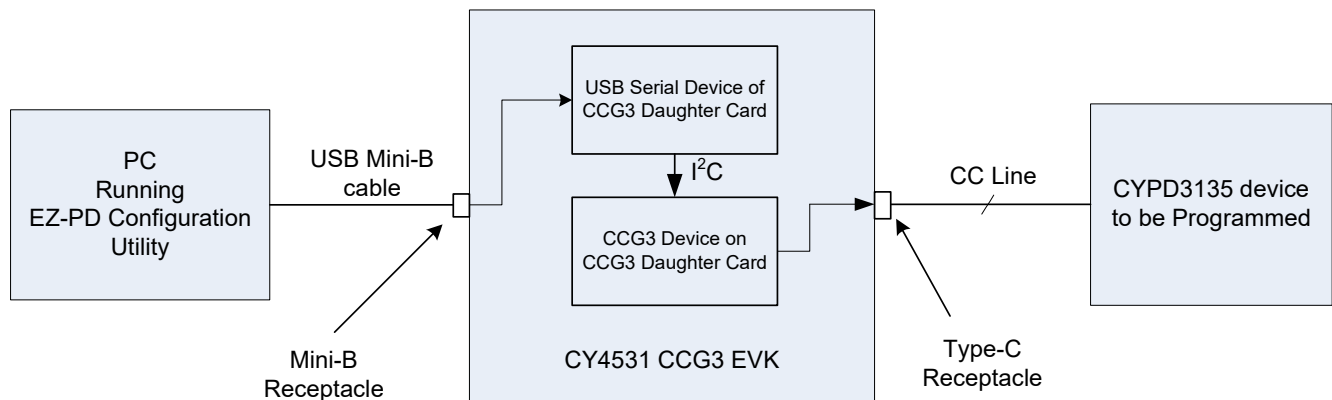 PC
Running
EZ-PD Configuration
Utility
USB Mini-B
cable
Mini-B
Receptacle
USB Serial Device of
CCG3 Daughter Card
I²C
CCG3 Device on
CCG3 Daughter Card
CY4531 CCG3 EVK
Type-C
Receptacle
CC Line
CYPD3135 device
to be Programmed